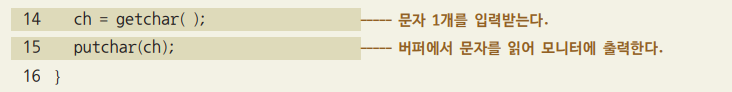 14 ch = getchar( ); ----- 문자 1개를 입력받는다.
15 putchar(ch); ----- 버퍼에서 문자를 읽어 모니터에 출력한다.
16 }